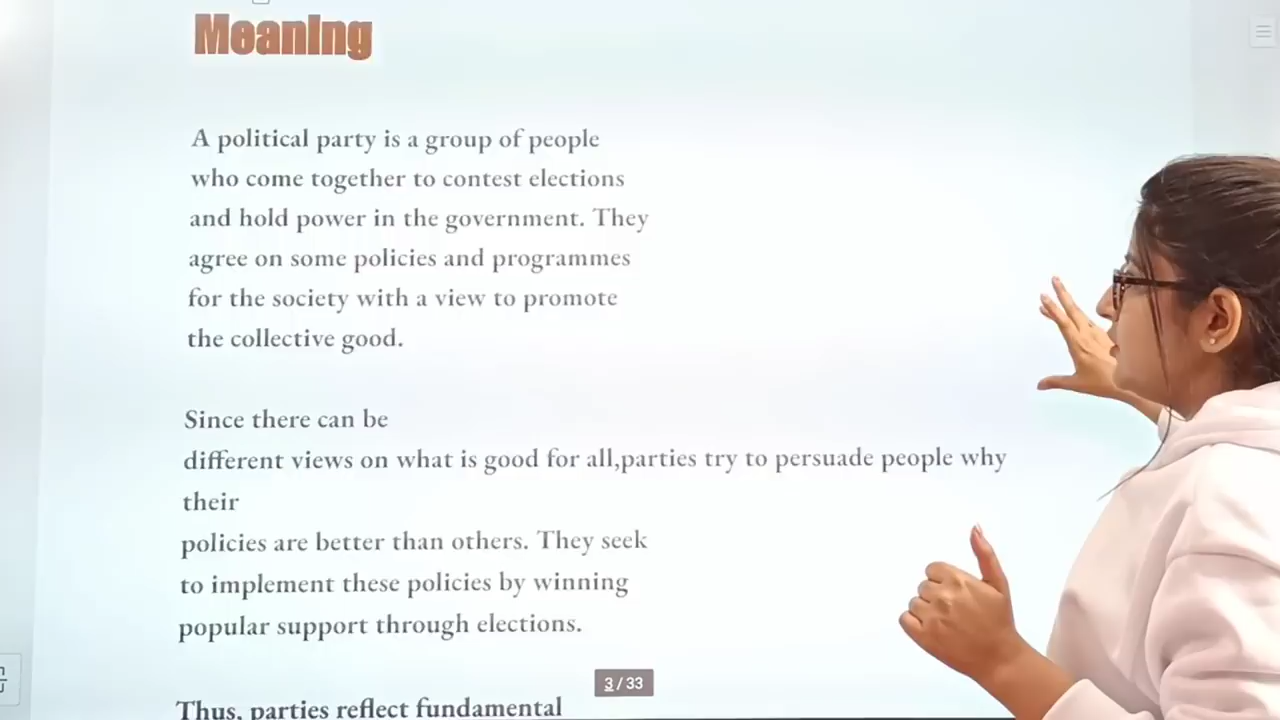 Meaning
A political party is a group of people
who come together to contest elections
and hold power in the government. They
agree on some policies and programmes
for the society with a view to promote
the collective good.
Since there can be
different views on what is good for all,parties try to persuade people why
their
policies are better than others. They seek
to implement these policies by winning
popular support through elections.
3 / 33
Thus, parties reflect fundamental